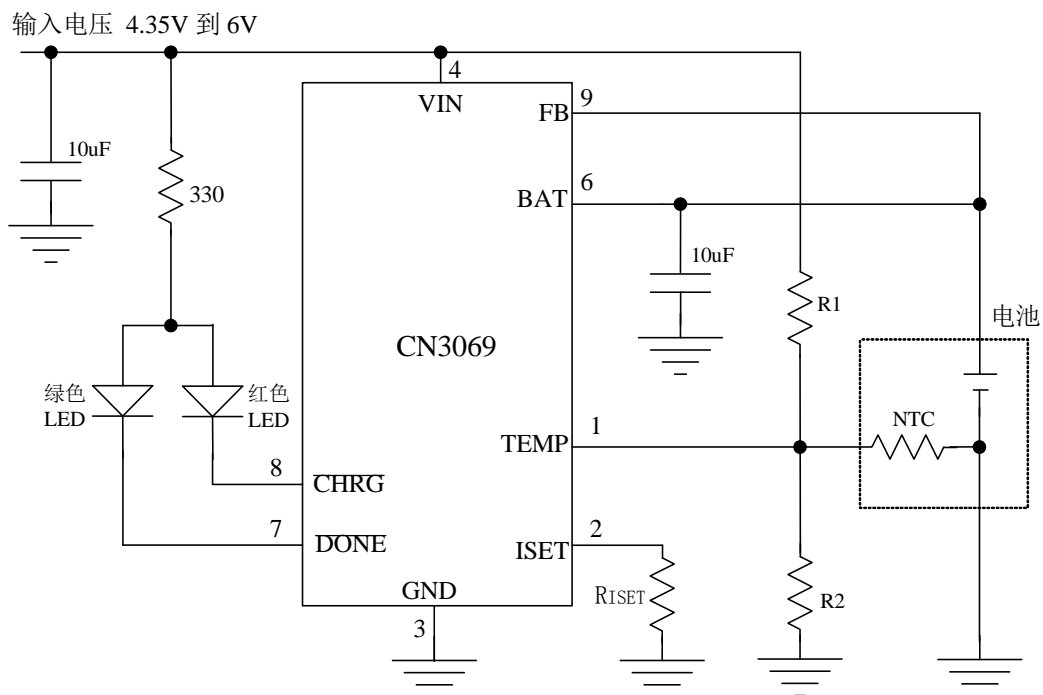 输入电压 4.35V 到 6V
4
VIN
9
FB
10uF
330
6
BAT
10uF
R1
CN3069
电池
绿色
LED
红色
LED
NTC
1
TEMP
8
CHRG
7
DONE
2
ISET
RISET
R2
GND
3